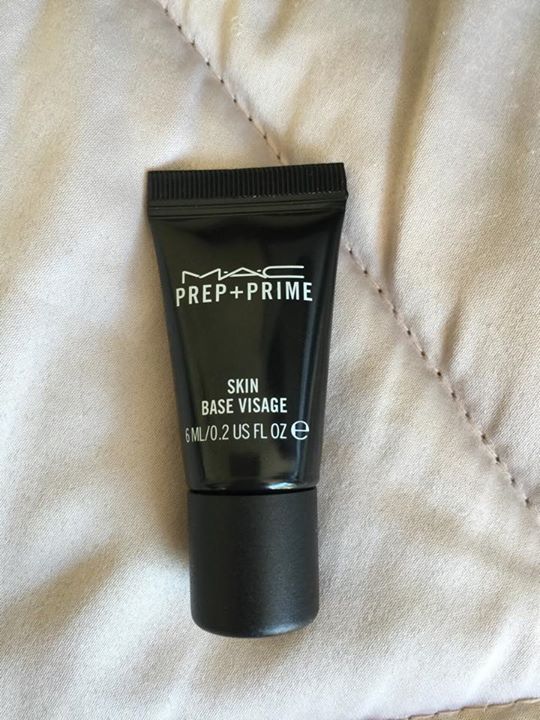 M·A·C
PREP+PRIME
SKIN
BASE VISAGE
6 ML/0.2 US FL OZ ℮